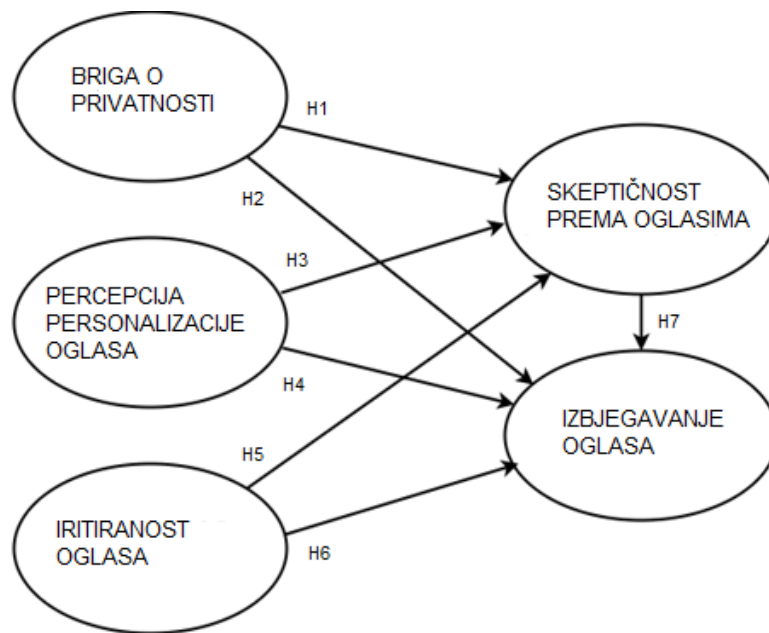 BRIGA O
PRIVATNOSTI
H1
H2
SKEPTIČNOST
PREMA OGLASIMA
PERCEPCIJA
PERSONALIZACIJE
OGLASA
H3
H4
H7
IZBJEGAVANJE
OGLASA
H5
IRITIRANOST
OGLASA
H6